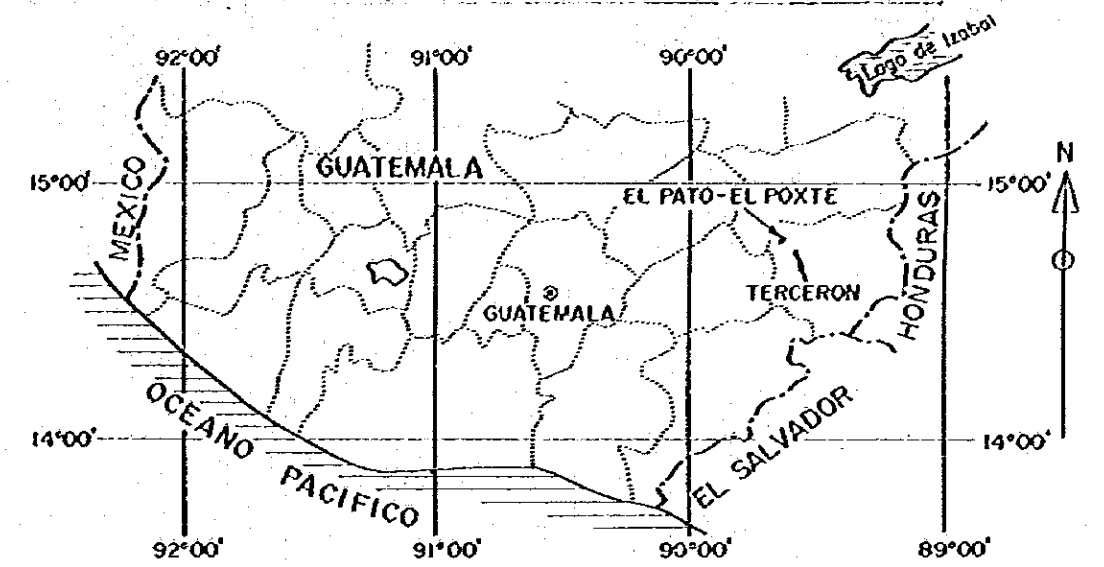 Lago de Izabal
92°00' 91°00' 90°00'
N
GUATEMALA
15°00' 15°00'
MEXICO
EL PATO-EL POXTE
HONDURAS
TERCERON
GUATEMALA
OCEANO PACIFICO
EL SALVADOR
14°00' 14°00'
92°00' 91°00' 90°00' 89°00'